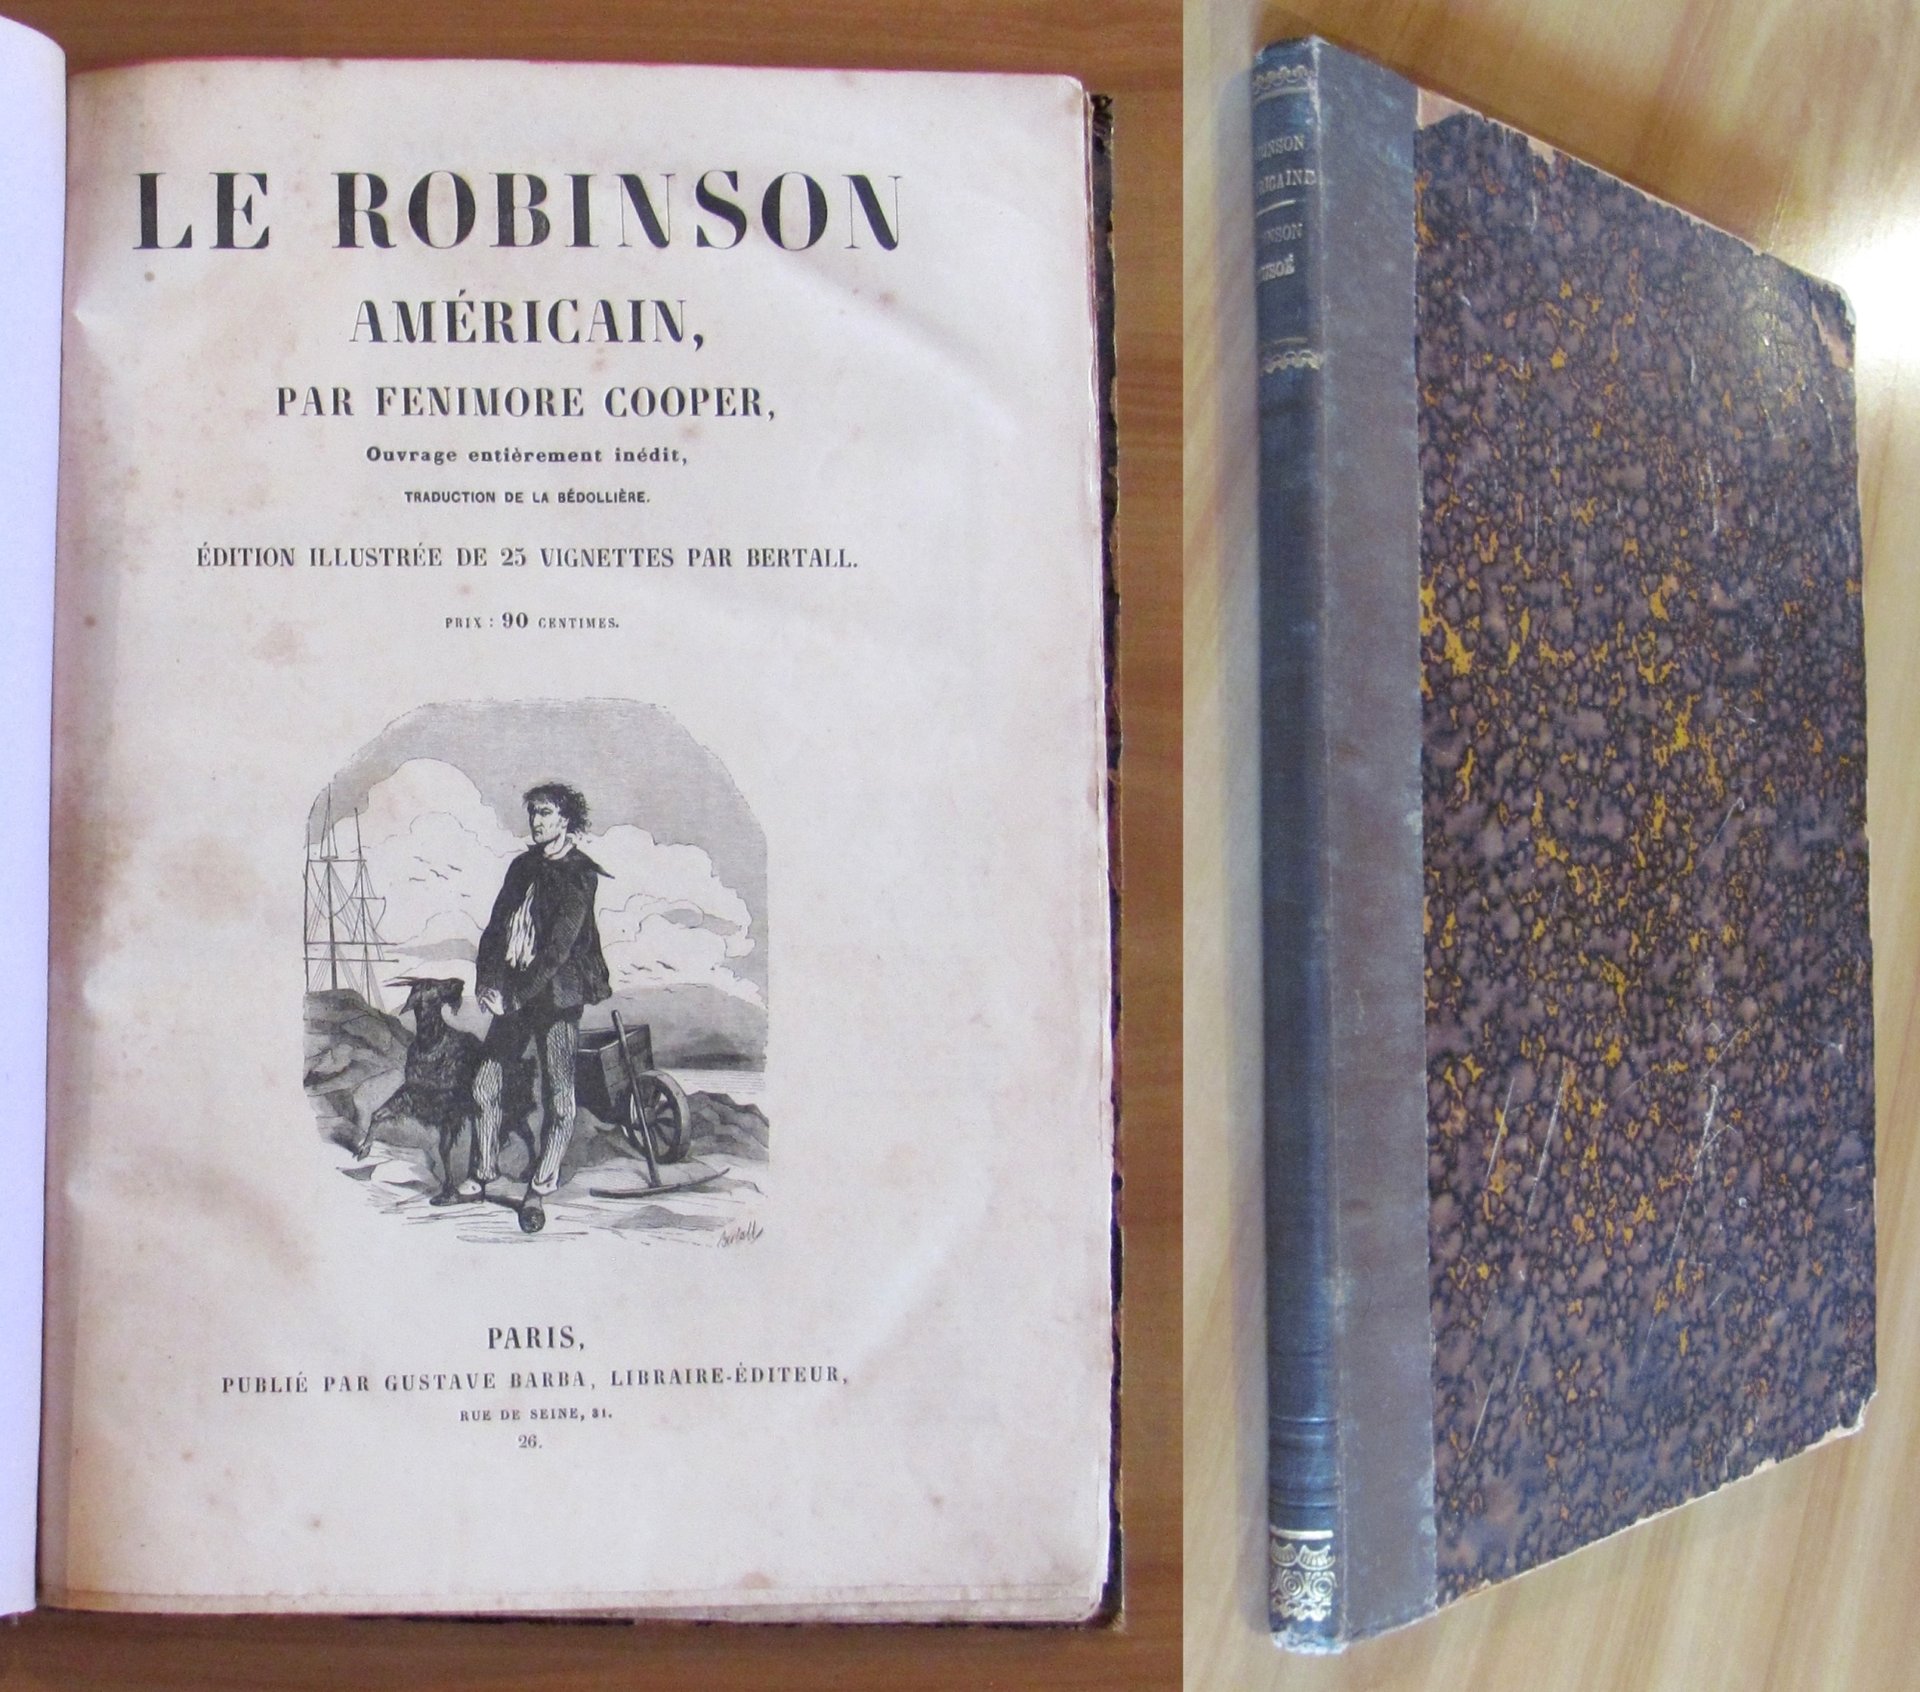 LE ROBINSON
AMÉRICAIN,
PAR FENIMORE COOPER,
Ouvrage entièrement inédit,
TRADUCTION DE LA BÉDOLLIÈRE.
ÉDITION ILLUSTRÉE DE 25 VIGNETTES PAR BERTALL.
PRIX : 90 CENTIMES.
Bertall
PARIS,
PUBLIÉ PAR GUSTAVE BARBA, LIBRAIRE-ÉDITEUR,
RUE DE SEINE, 31.
26.